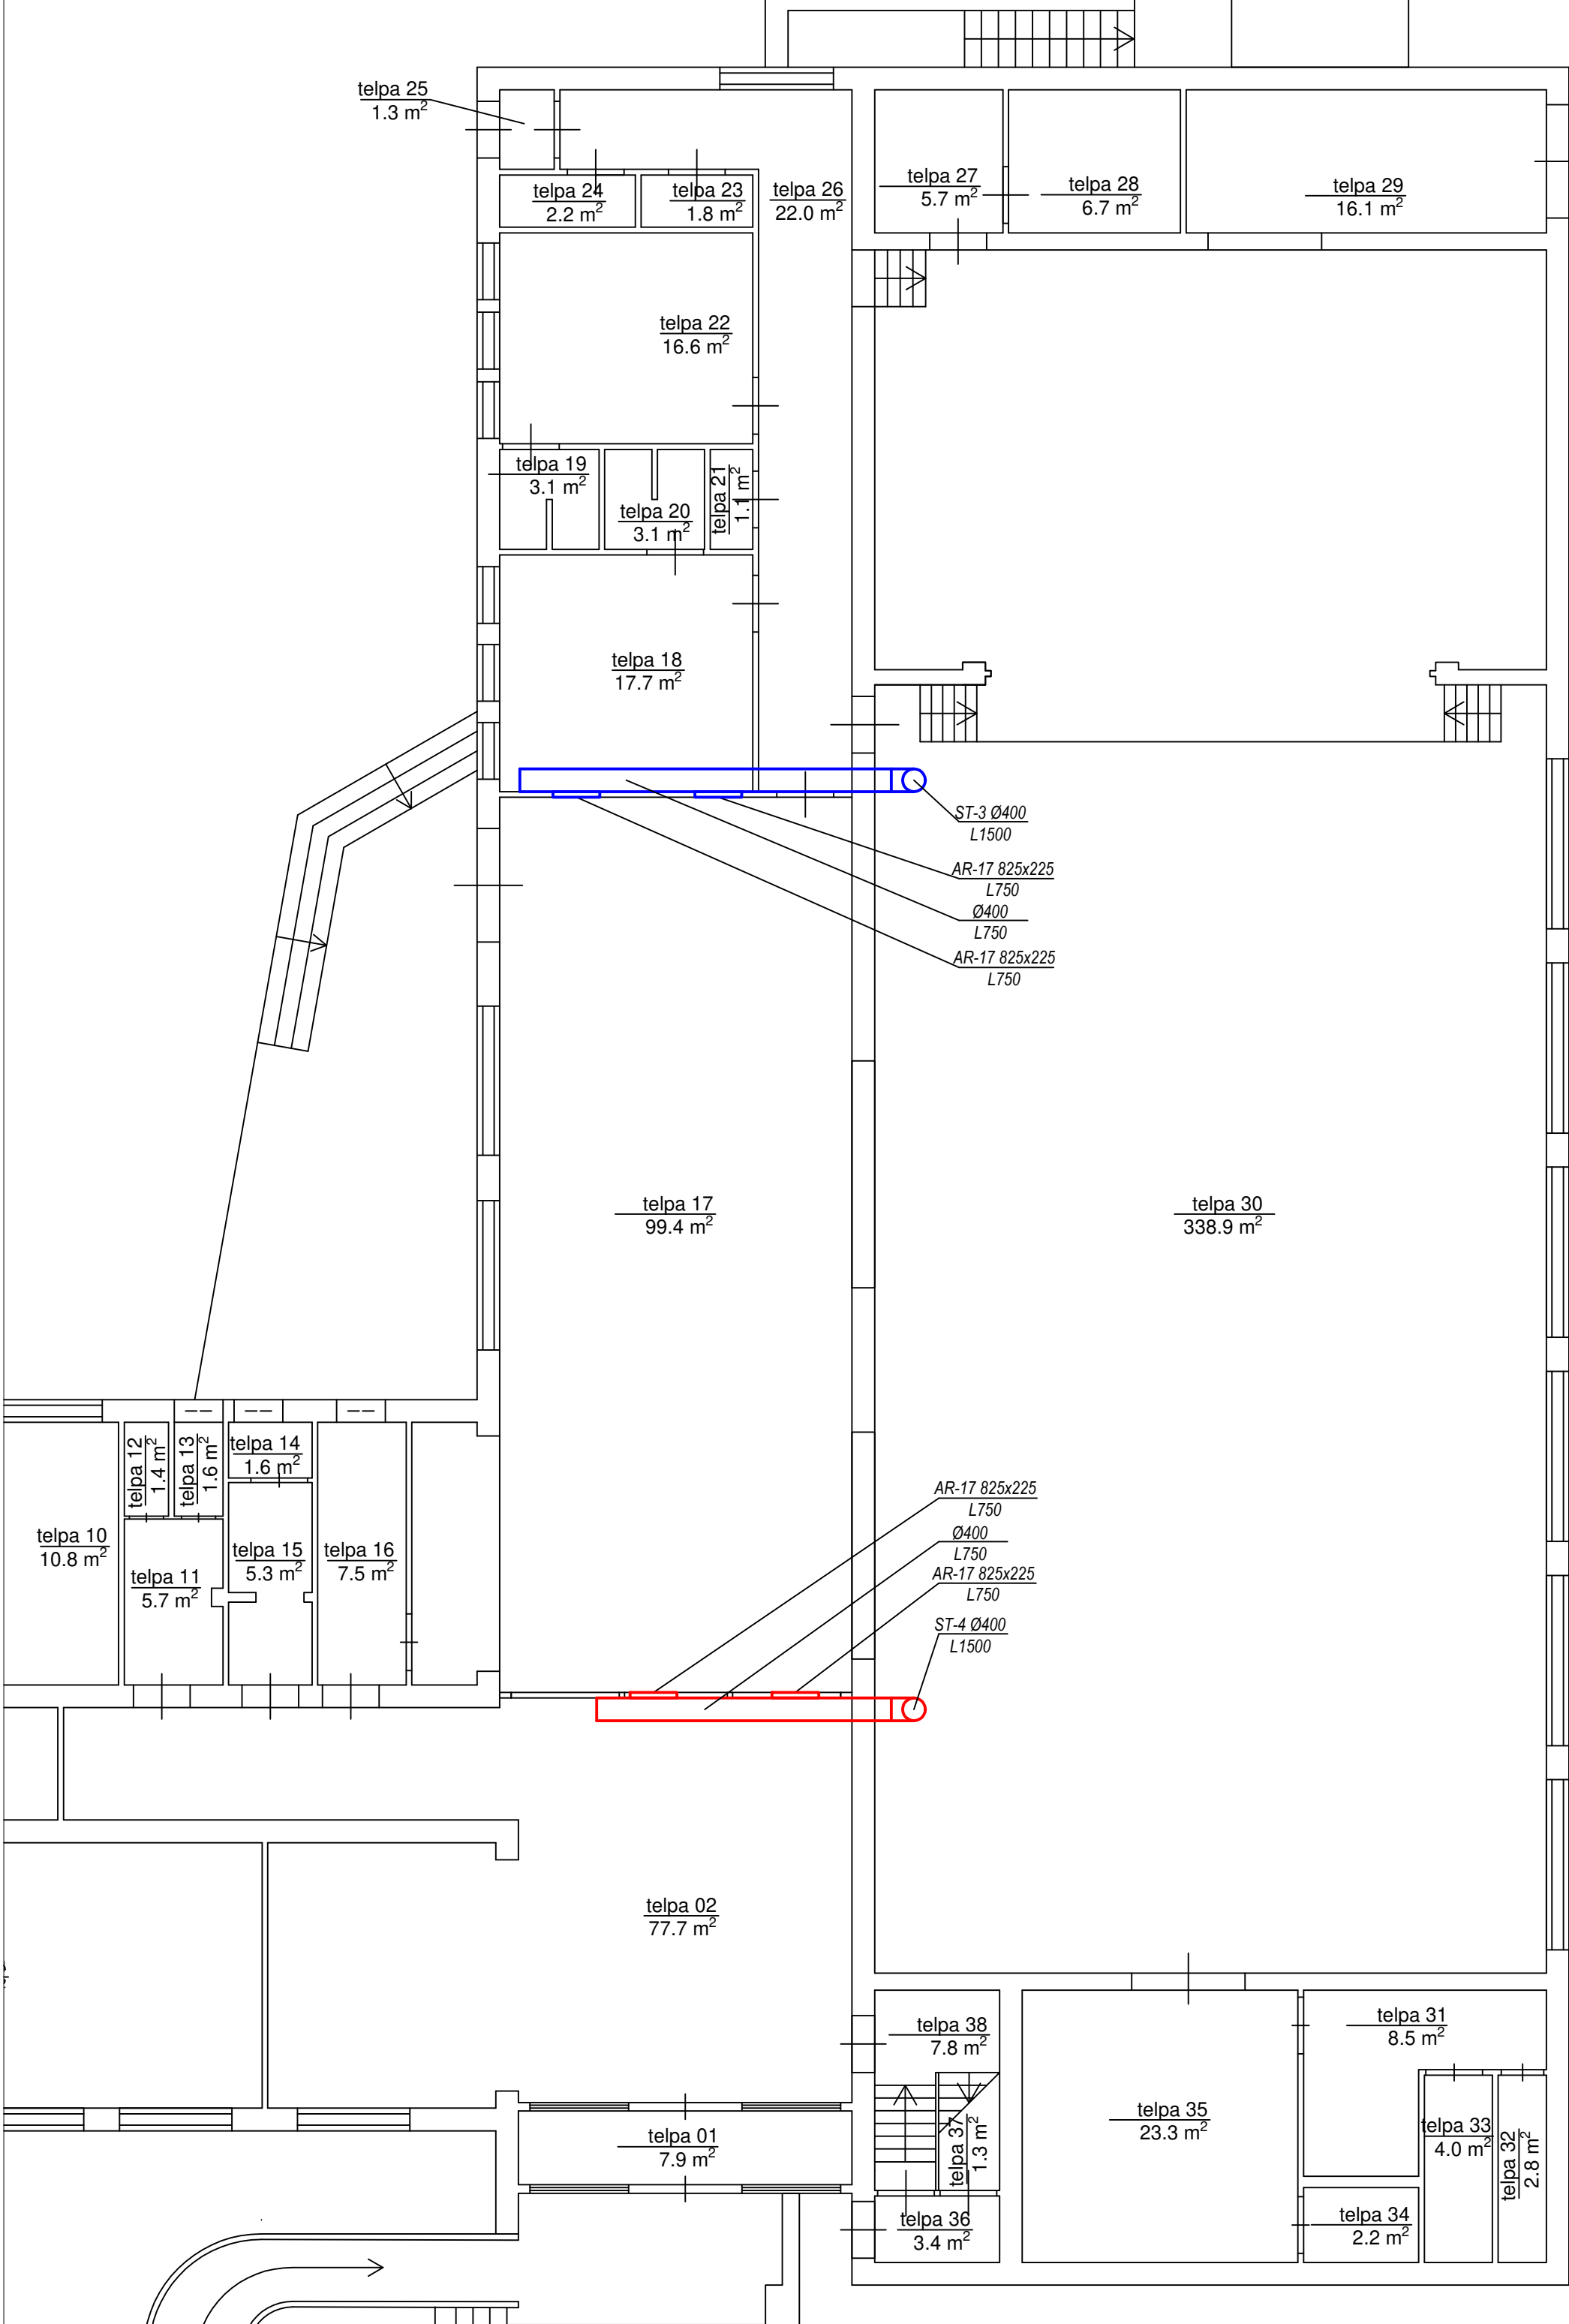 telpa 25
1.3 m²
telpa 24
2.2 m²
telpa 23
1.8 m²
telpa 26
22.0 m²
telpa 27
5.7 m²
telpa 28
6.7 m²
telpa 29
16.1 m²
telpa 22
16.6 m²
telpa 19
3.1 m²
telpa 20
3.1 m²
telpa 21
1.1 m²
telpa 18
17.7 m²
ST-3 Ø400
L1500
AR-17 825x225
L750
Ø400
L750
AR-17 825x225
L750
telpa 17
99.4 m²
telpa 30
338.9 m²
telpa 12
1.4 m²
telpa 13
1.6 m²
telpa 14
1.6 m²
telpa 10
10.8 m²
telpa 11
5.7 m²
telpa 15
5.3 m²
telpa 16
7.5 m²
AR-17 825x225
L750
Ø400
L750
AR-17 825x225
L750
ST-4 Ø400
L1500
telpa 02
77.7 m²
telpa 38
7.8 m²
telpa 31
8.5 m²
telpa 01
7.9 m²
telpa 37
1.3 m²
telpa 35
23.3 m²
telpa 33
4.0 m²
telpa 32
2.8 m²
telpa 36
3.4 m²
telpa 34
2.2 m²